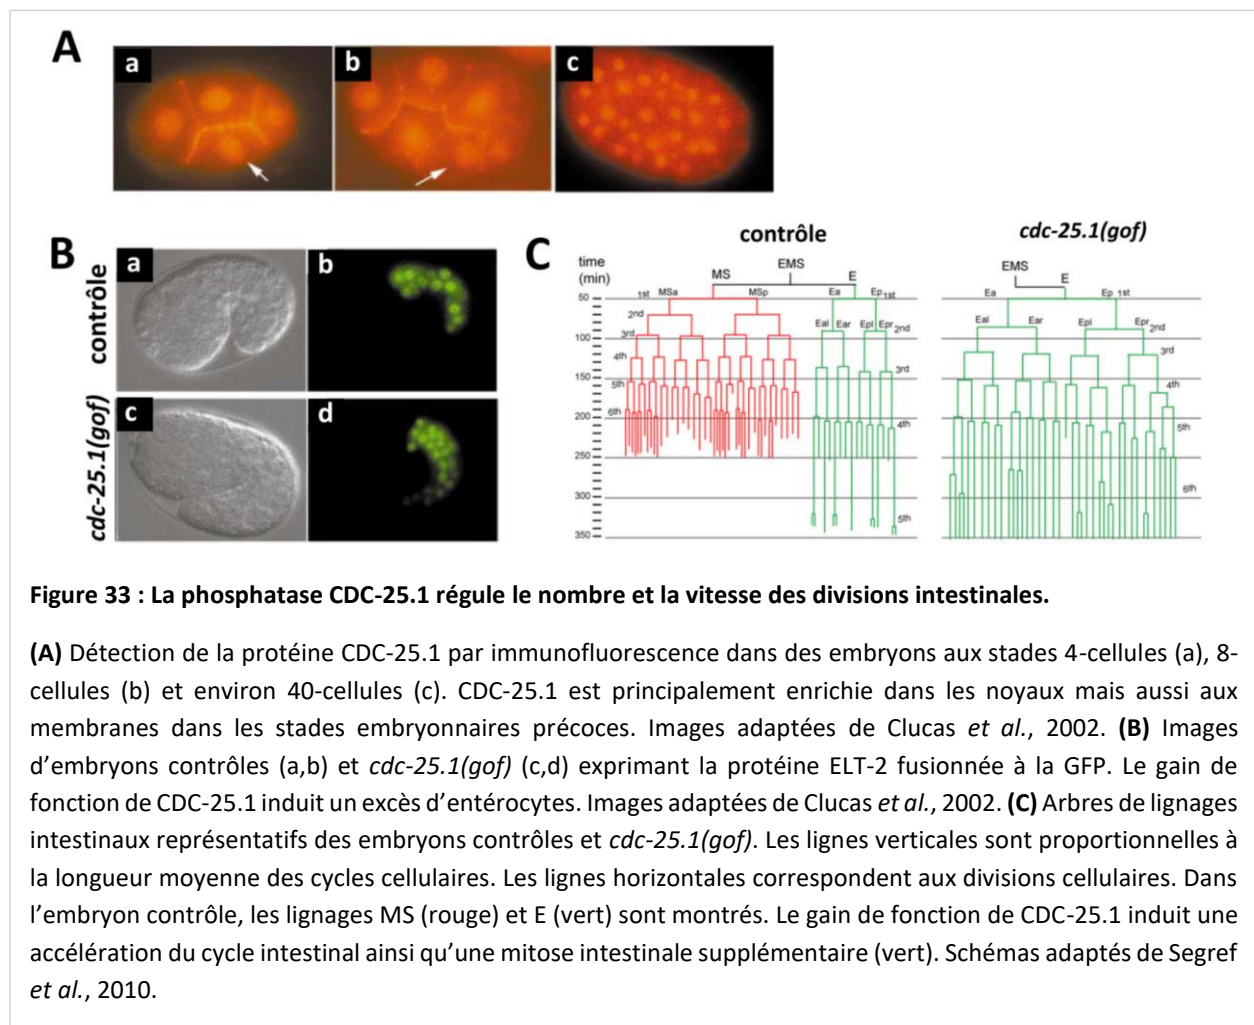 A
a
b
c
B
contrôle
cdc-25.1(gof)
a
b
c
d
C
contrôle
cdc-25.1(gof)
time
(min)
EMS
MS
E
1st
MSa
MSp
Ea
Ep
1st
2nd
Eal
Ear
Epl
Epr
2nd
3rd
3rd
4th
5th
6th
4th
5th
50
100
150
200
250
300
350
EMS
E
Ea
Ep
1st
Eal
Ear
Epl
Epr
2nd
3rd
4th
5th
6th
Figure 33 : La phosphatase CDC-25.1 régule le nombre et la vitesse des divisions intestinales.
(A) Détection de la protéine CDC-25.1 par immunofluorescence dans des embryons aux stades 4-cellules (a), 8-
cellules (b) et environ 40-cellules (c). CDC-25.1 est principalement enrichie dans les noyaux mais aussi aux
membranes dans les stades embryonnaires précoces. Images adaptées de Clucas et al., 2002. (B) Images
d’embryons contrôles (a,b) et cdc-25.1(gof) (c,d) exprimant la protéine ELT-2 fusionnée à la GFP. Le gain de
fonction de CDC-25.1 induit un excès d’entérocytes. Images adaptées de Clucas et al., 2002. (C) Arbres de lignages
intestinaux représentatifs des embryons contrôles et cdc-25.1(gof). Les lignes verticales sont proportionnelles à
la longueur moyenne des cycles cellulaires. Les lignes horizontales correspondent aux divisions cellulaires. Dans
l’embryon contrôle, les lignages MS (rouge) et E (vert) sont montrés. Le gain de fonction de CDC-25.1 induit une
accélération du cycle intestinal ainsi qu’une mitose intestinale supplémentaire (vert). Schémas adaptés de Segref
et al., 2010.